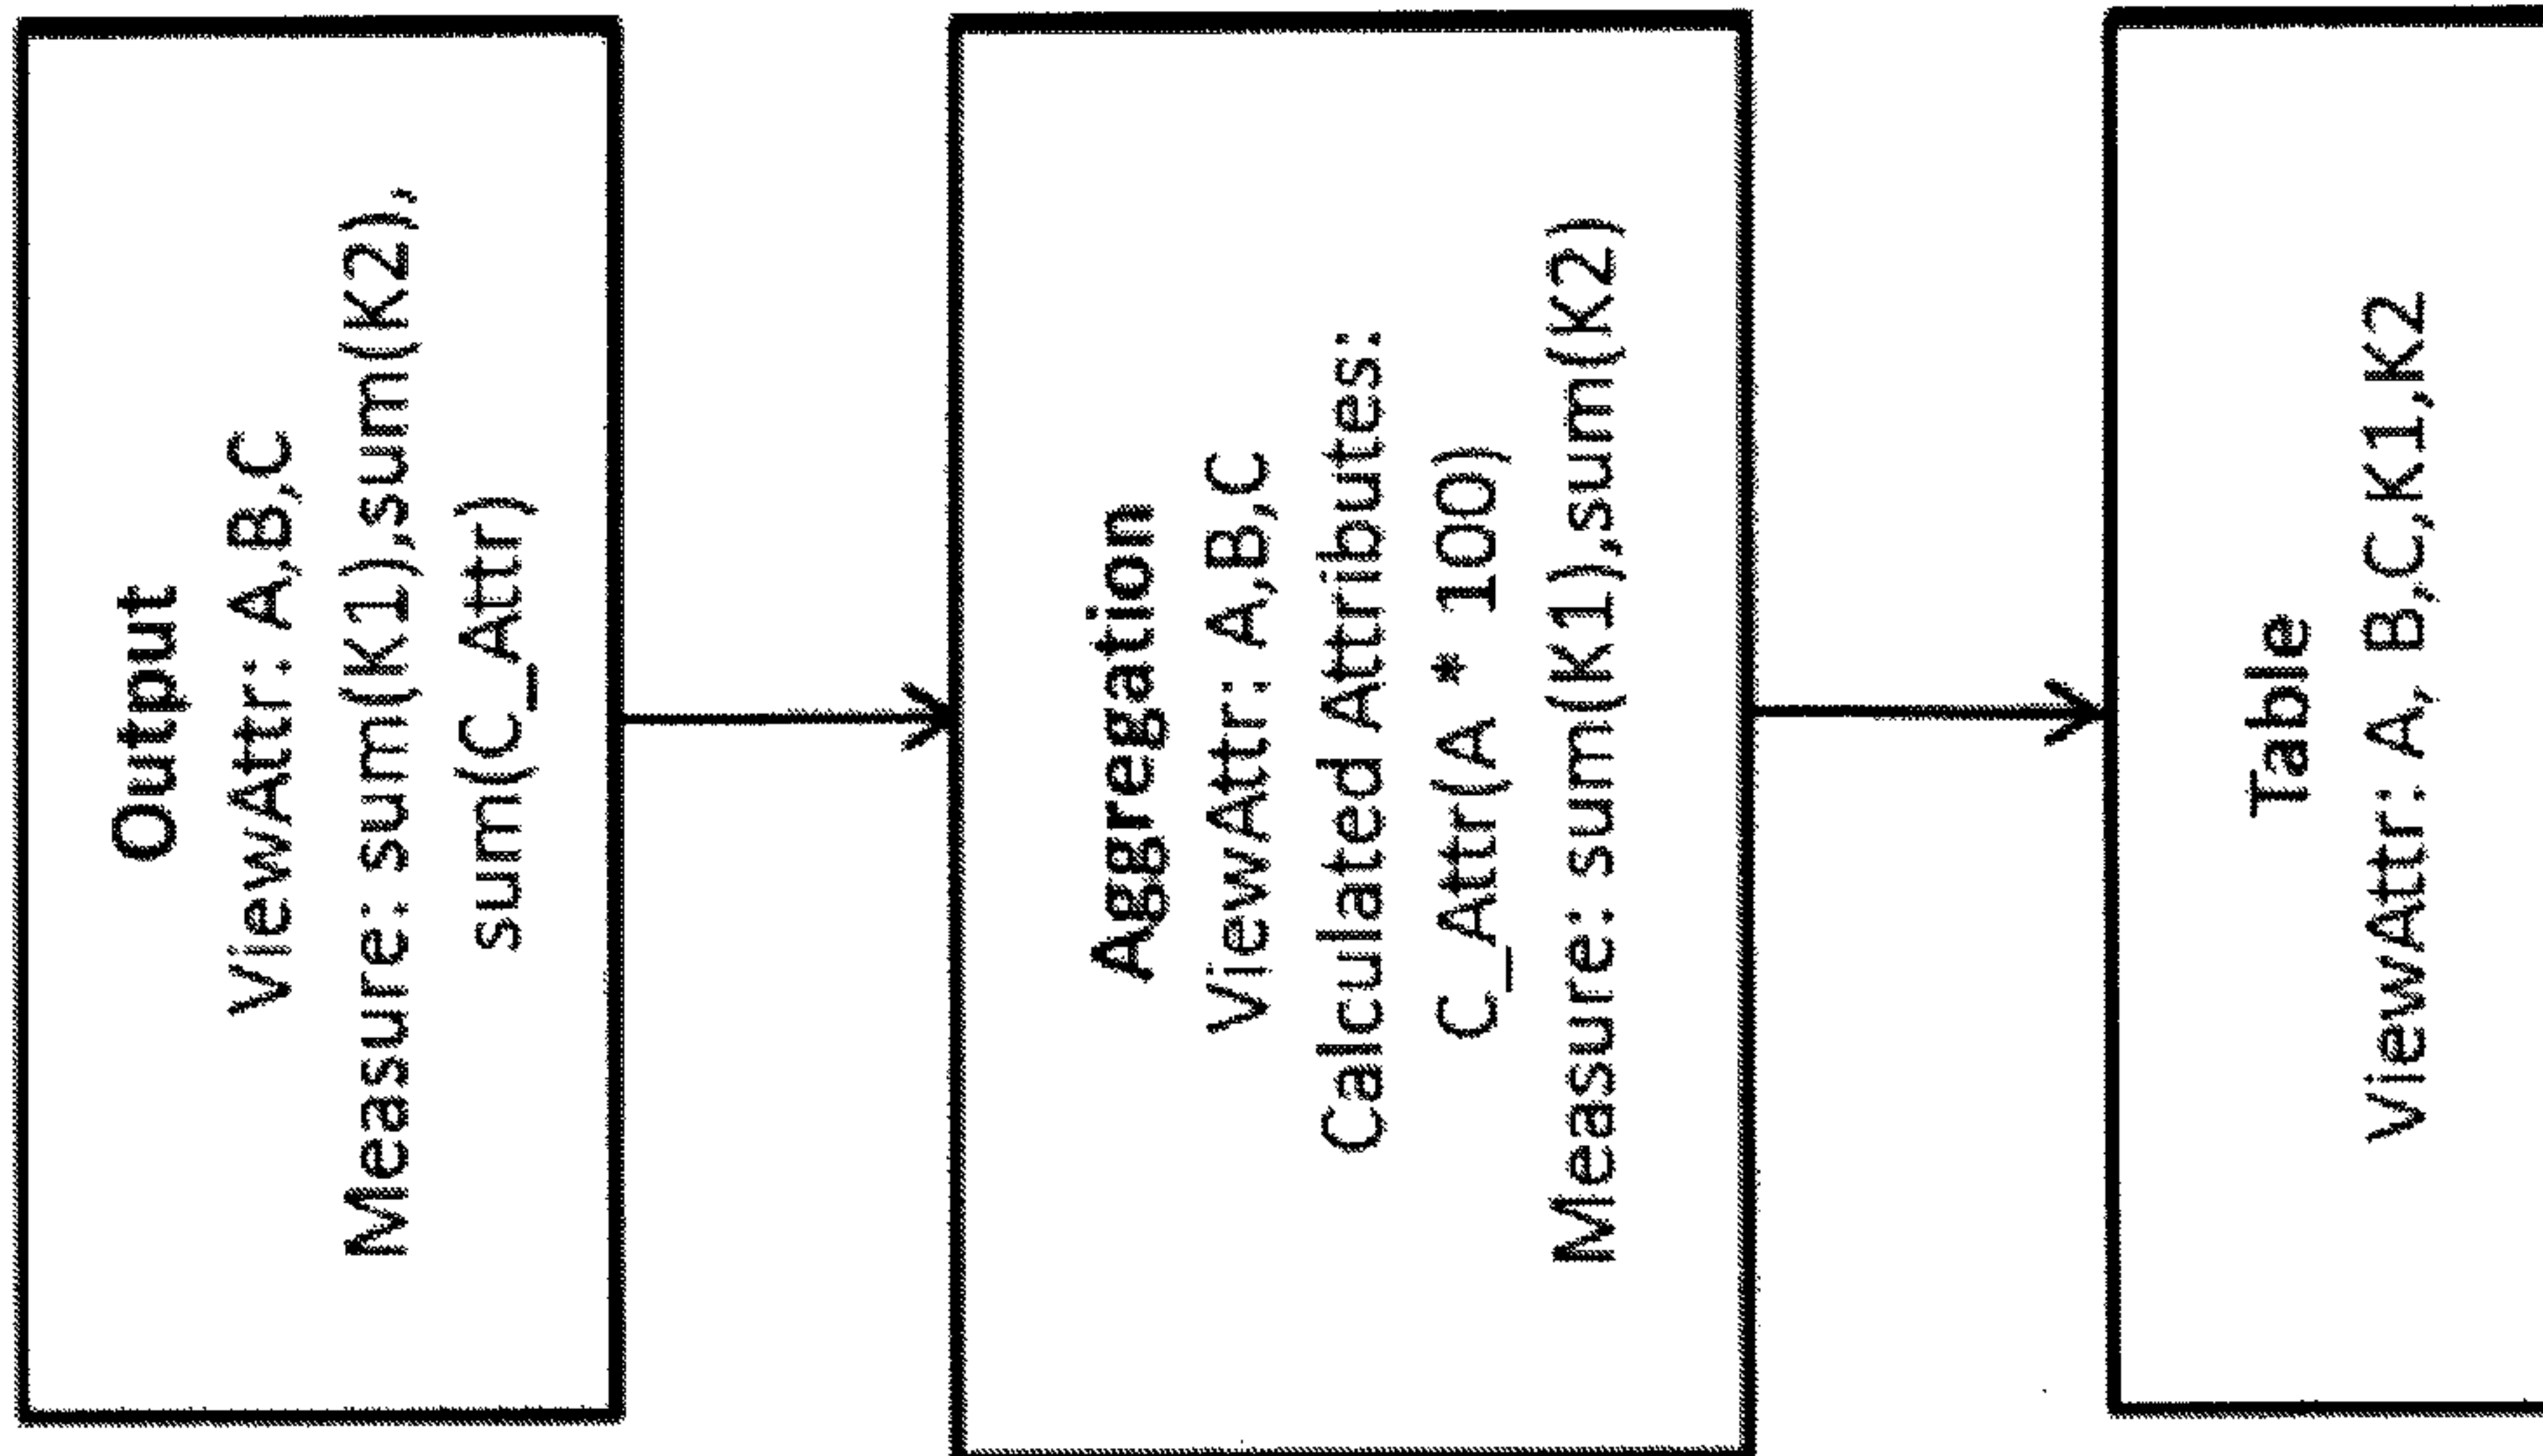 Output
ViewAttr: A,B,C
Measure: sum(K1),sum(K2),
sum(C_Attr)
Aggregation
ViewAttr: A,B,C
Calculated Attributes:
C_Attr(A * 100)
Measure: sum(K1),sum(K2)
Table
ViewAttr: A, B,C,K1,K2